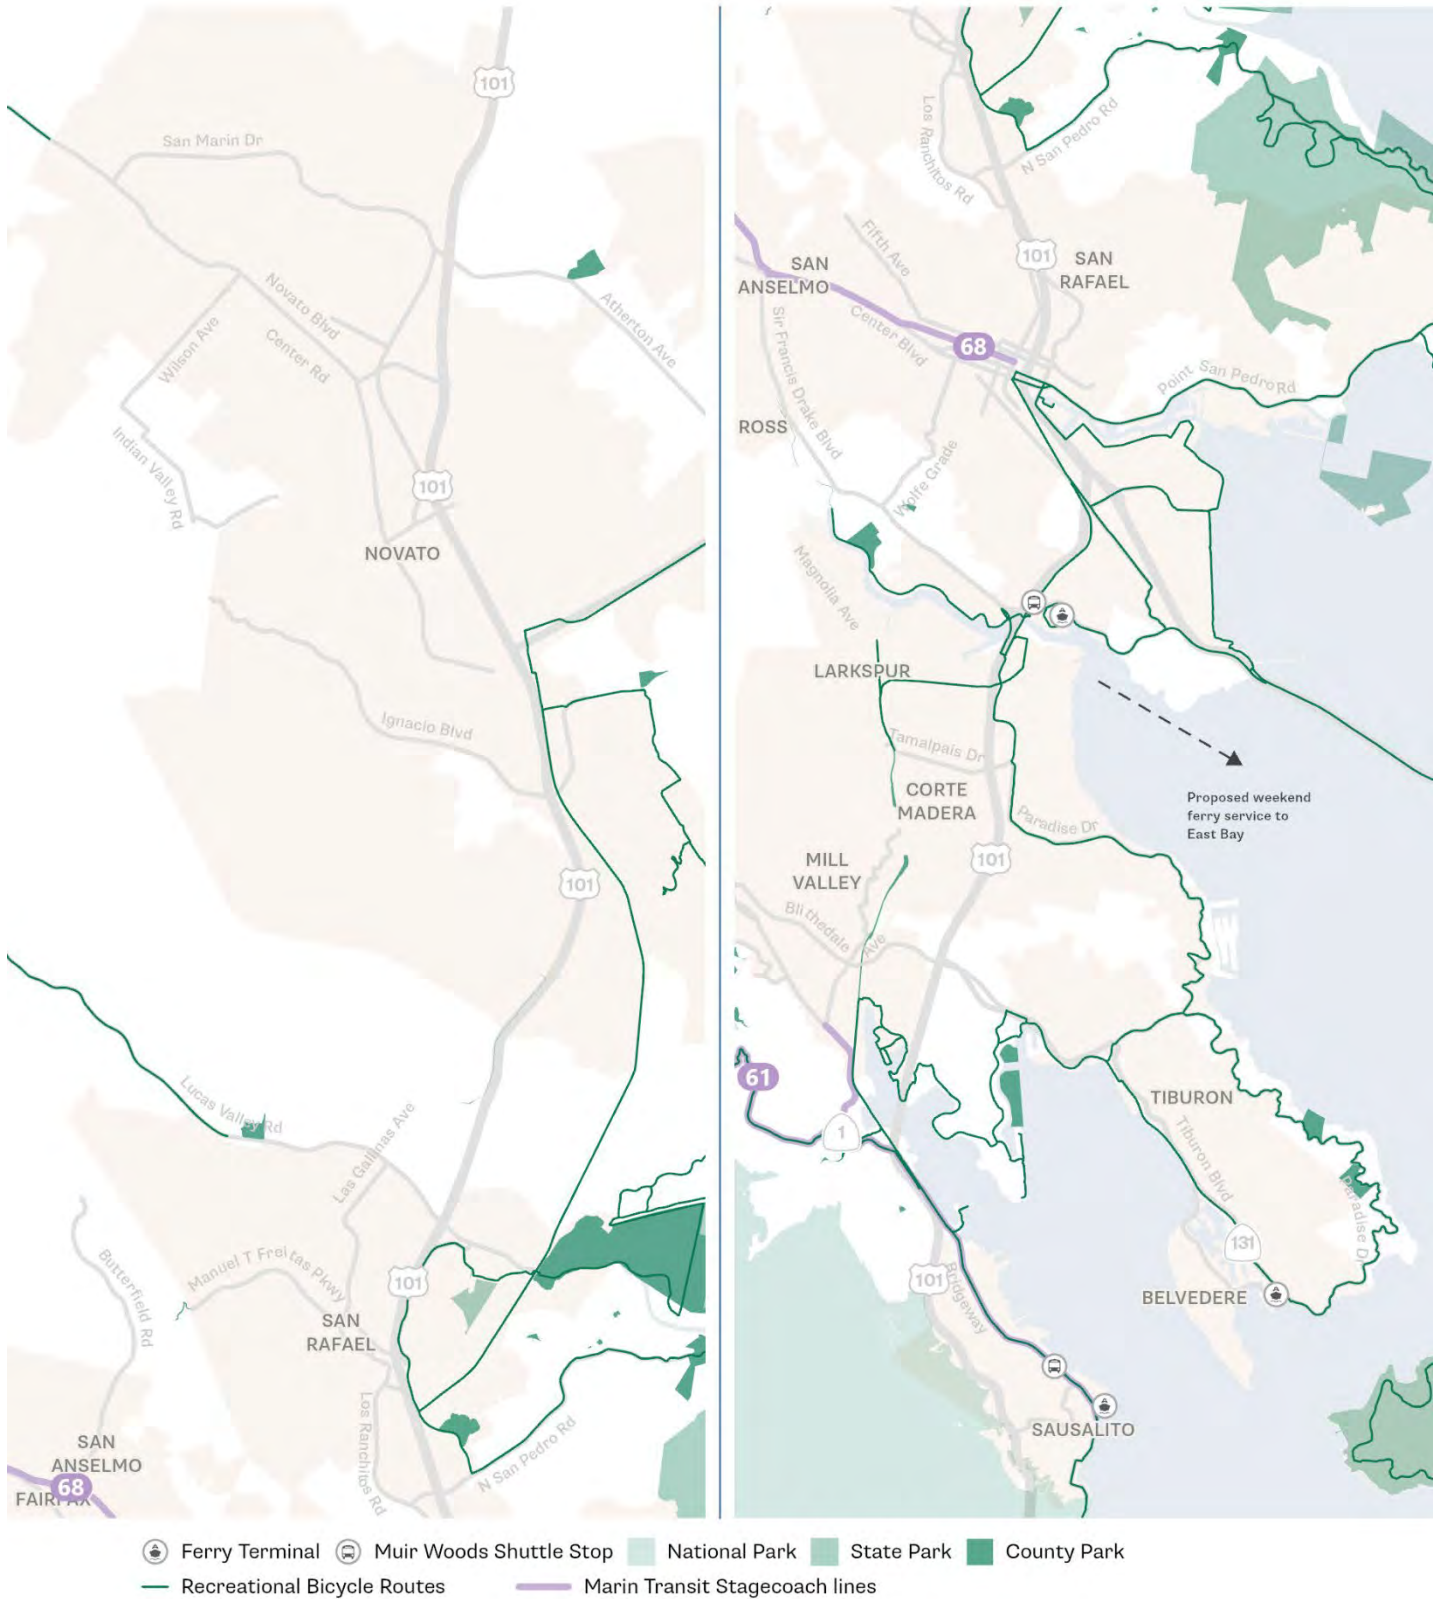 101
San Marin Dr
Novato Blvd
Center Rd
Wilson Ave
Atherton Ave
Indian Valley Rd
101
NOVATO
Ignacio Blvd
101
Lucas Valley Rd
Las Gallinas Ave
Manuel T Freitas Pkwy
Butterfield Rd
101
SAN
RAFAEL
Los Ranchitos Rd
N San Pedro Rd
SAN
ANSELMO
68
FAIRFAX
Los Ranchitos Rd
N San Pedro Rd
Fifth Ave
101
SAN
RAFAEL
SAN
ANSELMO
Center Blvd
68
Sir Francis Drake Blvd
Point San Pedro Rd
ROSS
Wolfe Grade
Magnolia Ave
LARKSPUR
Tamalpais Dr
CORTE
MADERA
Proposed weekend
ferry service to
East Bay
Paradise Dr
101
MILL
VALLEY
Blithedale Ave
61
1
TIBURON
Tiburon Blvd
Paradise Dr
131
101
Bridgeway
BELVEDERE
SAUSALITO
Ferry Terminal
Muir Woods Shuttle Stop
National Park
State Park
County Park
Recreational Bicycle Routes
Marin Transit Stagecoach lines